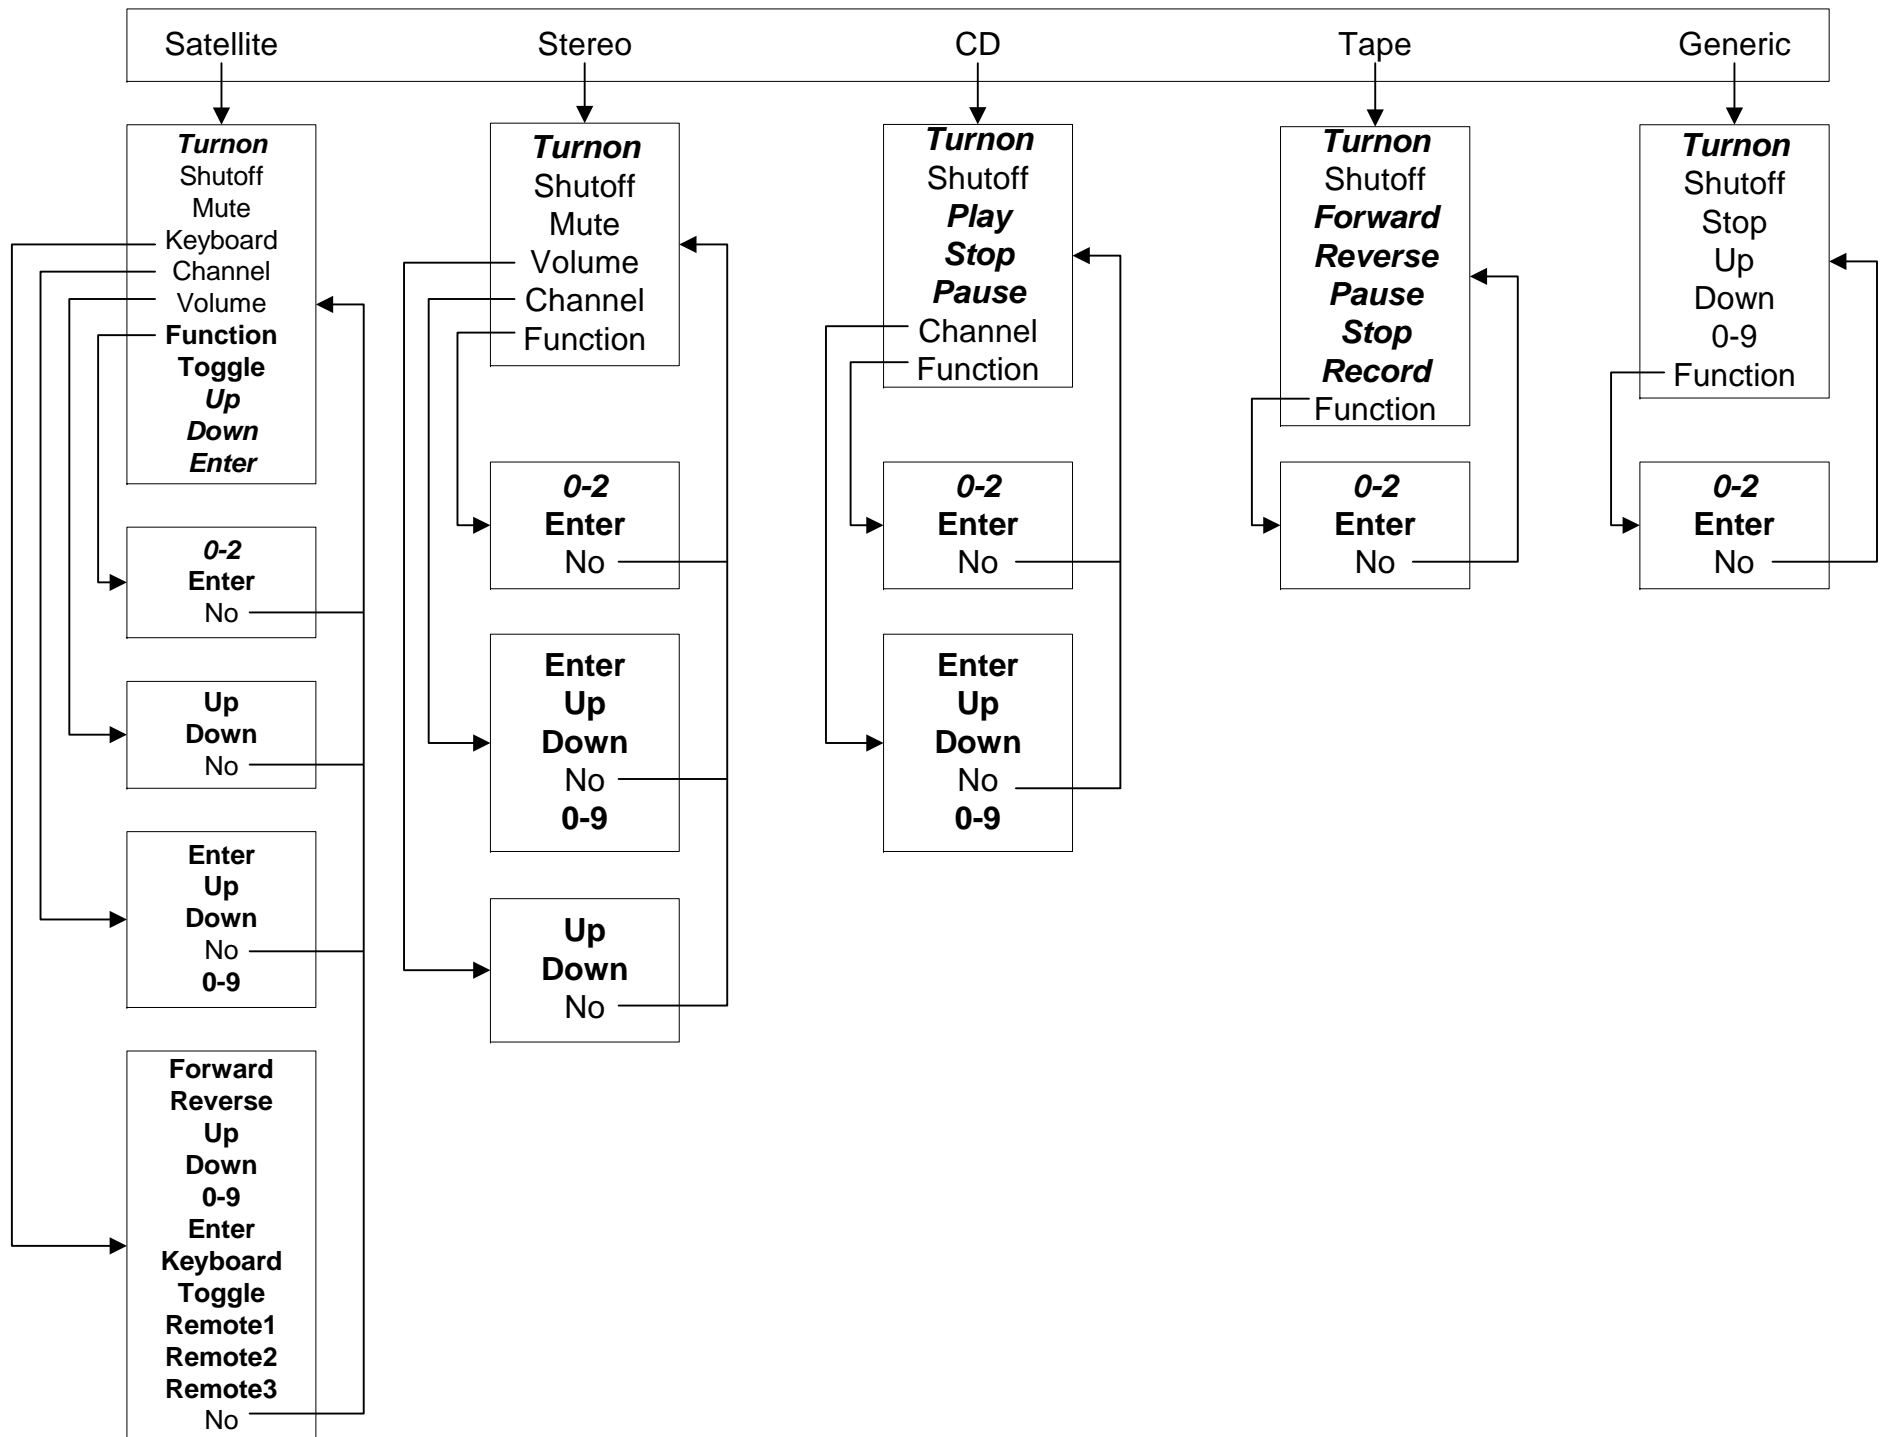 Satellite
Stereo
CD
Tape
Generic
Turnon
Shutoff
Mute
Keyboard
Channel
Volume
Function
Toggle
Up
Down
Enter
0-2
Enter
No
Up
Down
No
Enter
Up
Down
No
0-9
Forward
Reverse
Up
Down
0-9
Enter
Keyboard
Toggle
Remote1
Remote2
Remote3
No
Turnon
Shutoff
Mute
Volume
Channel
Function
0-2
Enter
No
Enter
Up
Down
No
0-9
Up
Down
No
Turnon
Shutoff
Play
Stop
Pause
Channel
Function
0-2
Enter
No
Enter
Up
Down
No
0-9
Turnon
Shutoff
Forward
Reverse
Pause
Stop
Record
Function
0-2
Enter
No
Turnon
Shutoff
Stop
Up
Down
0-9
Function
0-2
Enter
No